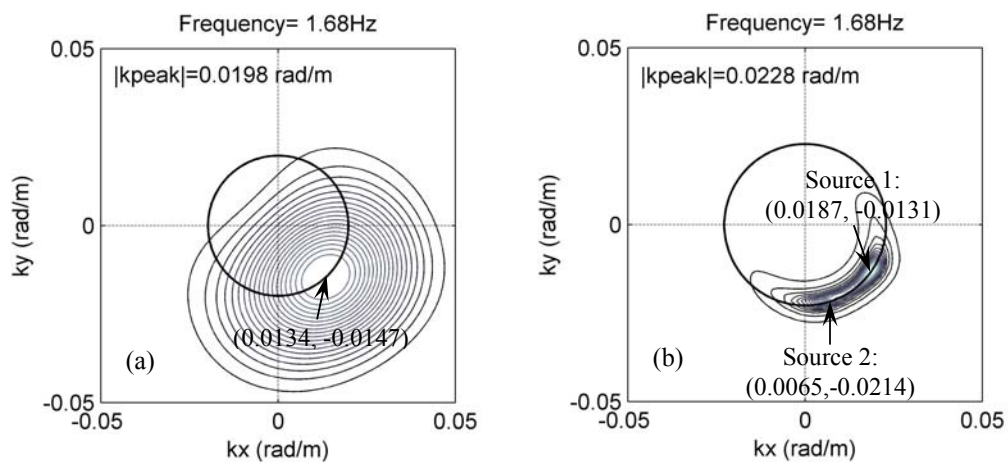 Frequency= 1.68Hz
0.05
|kpeak|=0.0198 rad/m
ky (rad/m)
0
(0.0134, -0.0147)
(a)
-0.05
-0.05
0
0.05
kx (rad/m)
Frequency= 1.68Hz
0.05
|kpeak|=0.0228 rad/m
Source 1:
(0.0187, -0.0131)
ky (rad/m)
0
(b)
Source 2:
(0.0065,-0.0214)
-0.05
-0.05
0
0.05
kx (rad/m)